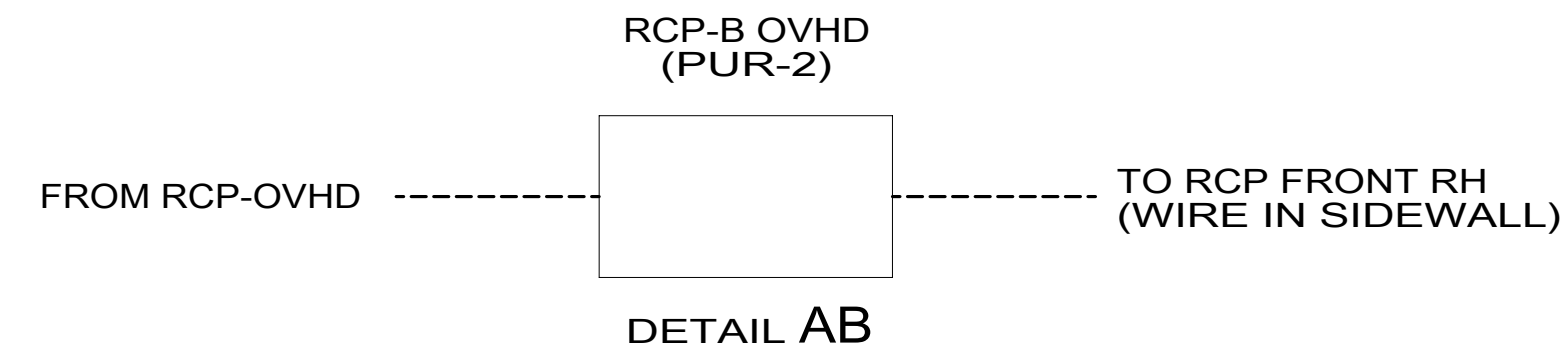 RCP-B OVHD
(PUR-2)
FROM RCP-OVHD
TO RCP FRONT RH
(WIRE IN SIDEWALL)
DETAIL AB